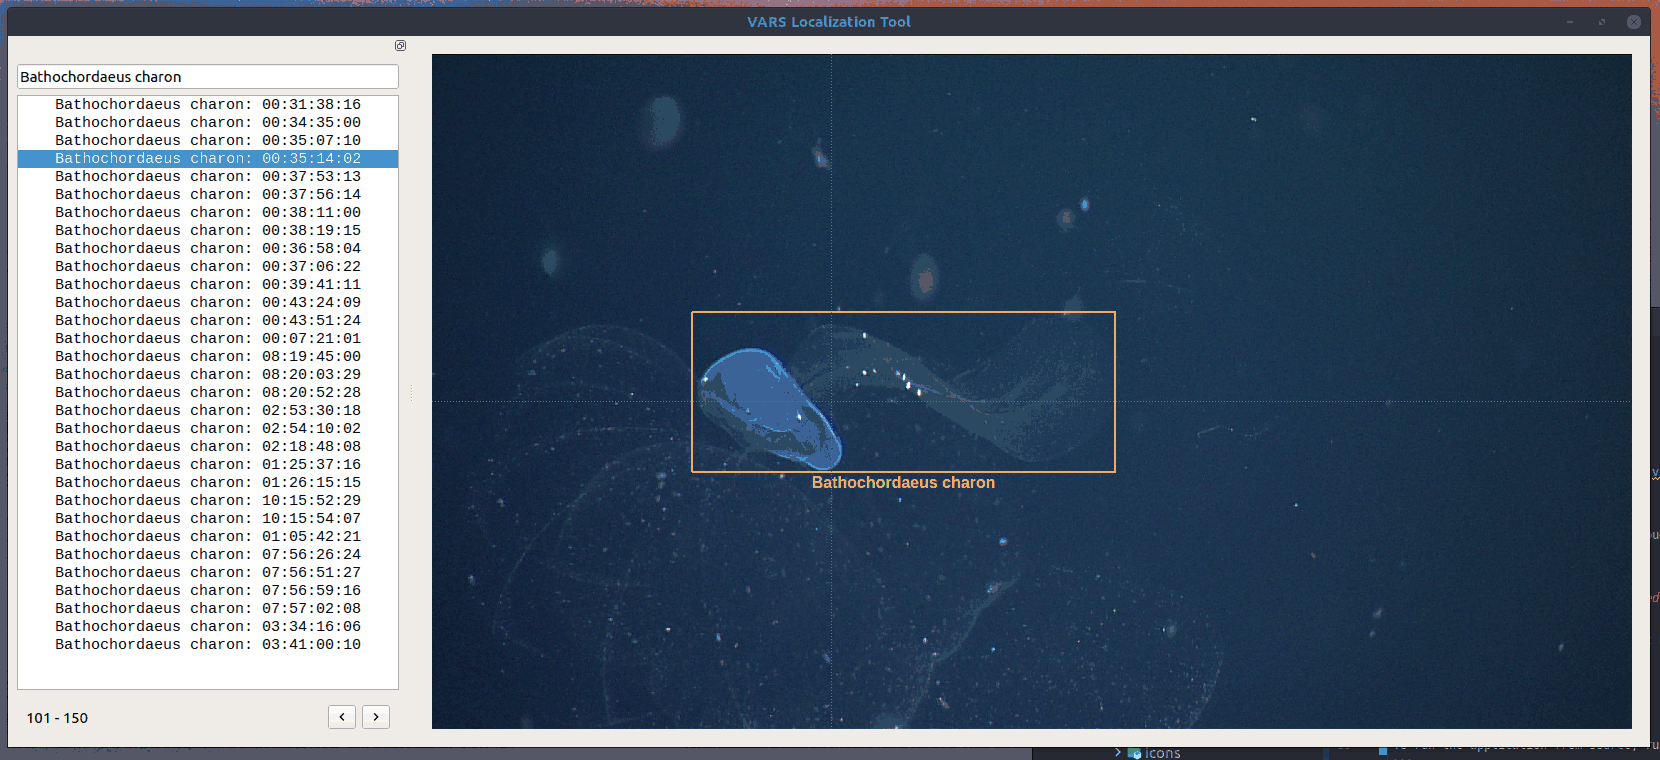 VARS Localization Tool
Bathochordaeus charon
Bathochordaeus charon: 00:31:38:16
Bathochordaeus charon: 00:34:35:00
Bathochordaeus charon: 00:35:07:10
Bathochordaeus charon: 00:35:14:02
Bathochordaeus charon: 00:37:53:13
Bathochordaeus charon: 00:37:56:14
Bathochordaeus charon: 00:38:11:00
Bathochordaeus charon: 00:38:19:15
Bathochordaeus charon: 00:36:58:04
Bathochordaeus charon: 00:37:06:22
Bathochordaeus charon: 00:39:41:11
Bathochordaeus charon: 00:43:24:09
Bathochordaeus charon: 00:43:51:24
Bathochordaeus charon: 00:07:21:01
Bathochordaeus charon: 08:19:45:00
Bathochordaeus charon: 08:20:03:29
Bathochordaeus charon: 08:20:52:28
Bathochordaeus charon: 02:53:30:18
Bathochordaeus charon: 02:54:10:02
Bathochordaeus charon: 02:18:48:08
Bathochordaeus charon: 01:25:37:16
Bathochordaeus charon: 01:26:15:15
Bathochordaeus charon: 10:15:52:29
Bathochordaeus charon: 10:15:54:07
Bathochordaeus charon: 01:05:42:21
Bathochordaeus charon: 07:56:26:24
Bathochordaeus charon: 07:56:51:27
Bathochordaeus charon: 07:56:59:16
Bathochordaeus charon: 07:57:02:08
Bathochordaeus charon: 03:34:16:06
Bathochordaeus charon: 03:41:00:10
101 - 150
Bathochordaeus charon
icons